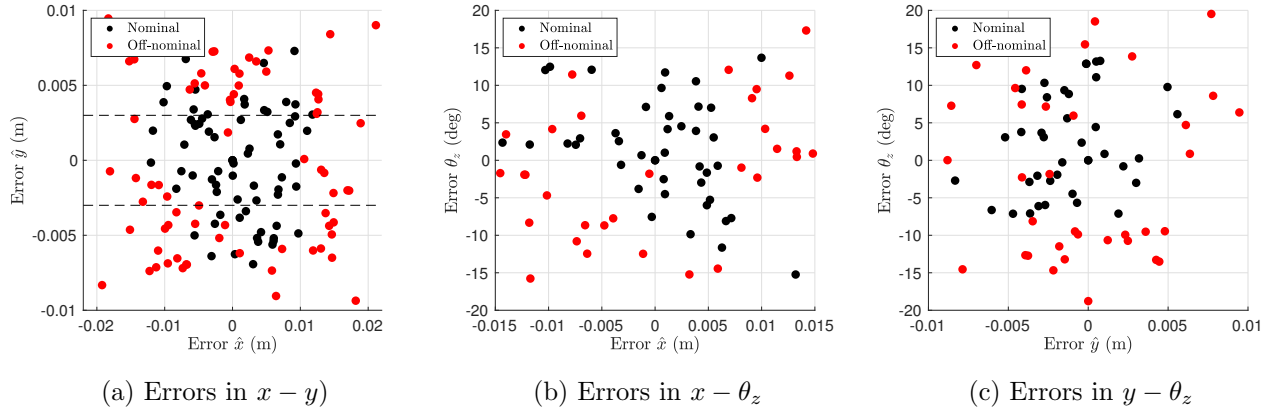 Nominal
Off-nominal
0.01
0.005
0
-0.005
-0.01
-0.02
-0.01
0
0.01
0.02
Error ŷ (m)
Error x̂ (m)
(a) Errors in x − y)
Nominal
Off-nominal
20
15
10
5
0
-5
-10
-15
-20
-0.015
-0.01
-0.005
0
0.005
0.01
0.015
Error θz (deg)
Error x̂ (m)
(b) Errors in x − θz
Nominal
Off-nominal
20
15
10
5
0
-5
-10
-15
-20
-0.01
-0.005
0
0.005
0.01
Error θz (deg)
Error ŷ (m)
(c) Errors in y − θz